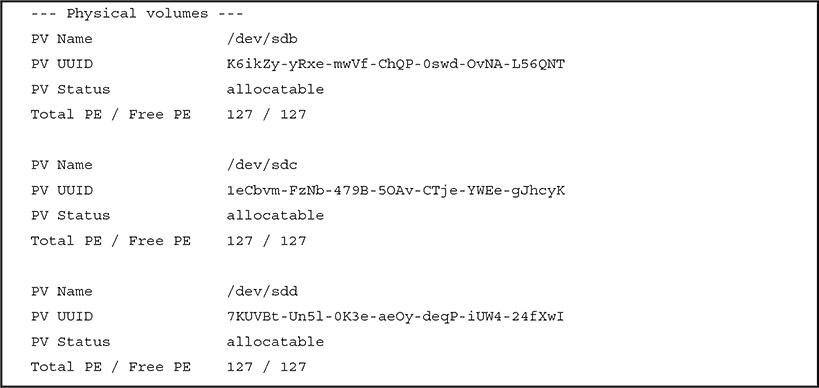 --- Physical volumes ---
PV Name /dev/sdb
PV UUID K6ikZy-yRxe-mwVf-ChQP-0swd-OvNA-L56QNT
PV Status allocatable
Total PE / Free PE 127 / 127
PV Name /dev/sdc
PV UUID 1eCbvm-FzNb-479B-5OAv-CTje-YWEe-gJhcyK
PV Status allocatable
Total PE / Free PE 127 / 127
PV Name /dev/sdd
PV UUID 7KUVBt-Un5l-0K3e-aeOy-deqP-iUW4-24fXwI
PV Status allocatable
Total PE / Free PE 127 / 127